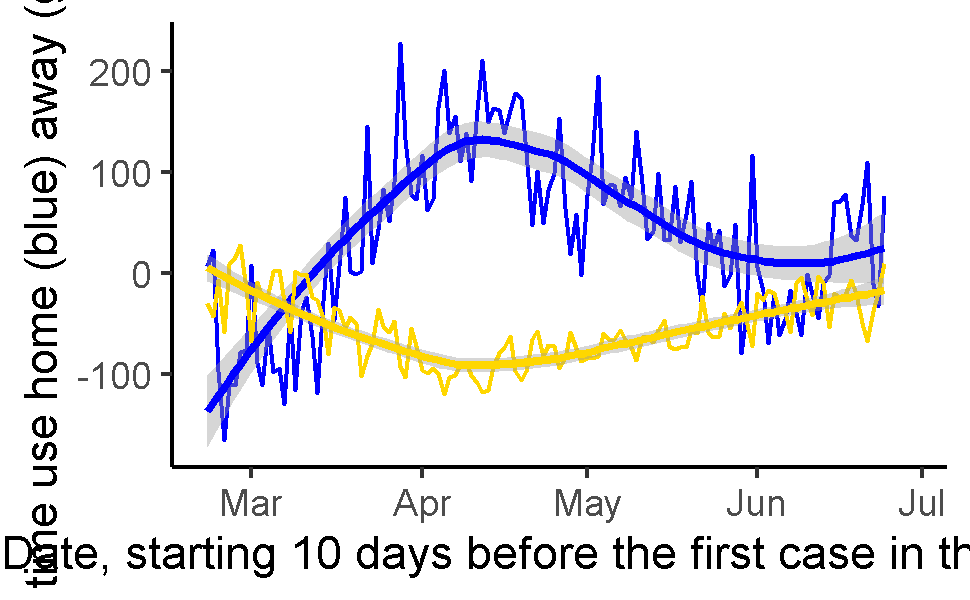 time use home (blue) away (
200
100
0
-100
Mar Apr May Jun Jul
Date, starting 10 days before the first case in th